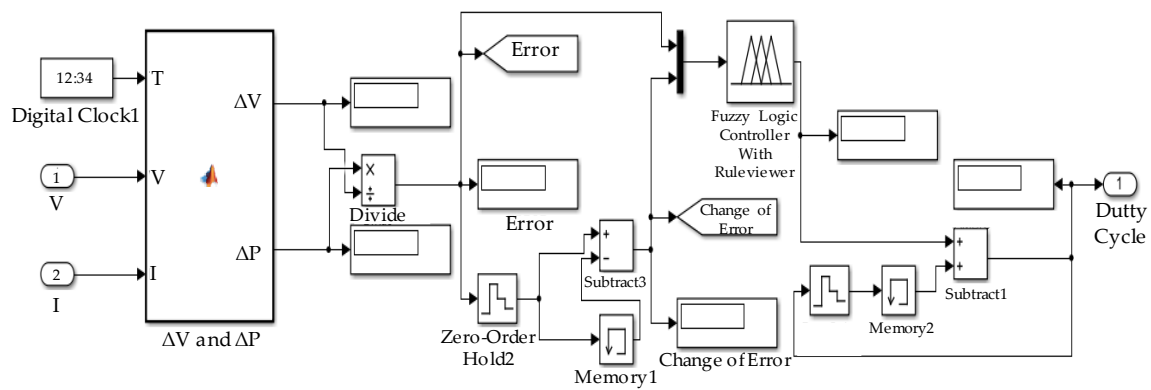 12:34
Digital Clock1
1
V
2
I
T
V
I
ΔV
ΔP
ΔV and ΔP
×
÷
Divide
Error
Error
Zero-Order
Hold2
+
−
Subtract3
Memory1
Change of
Error
Change of Error
Fuzzy Logic
Controller
With
Ruleviewer
Memory2
+
+
Subtract1
1
Dutty
Cycle